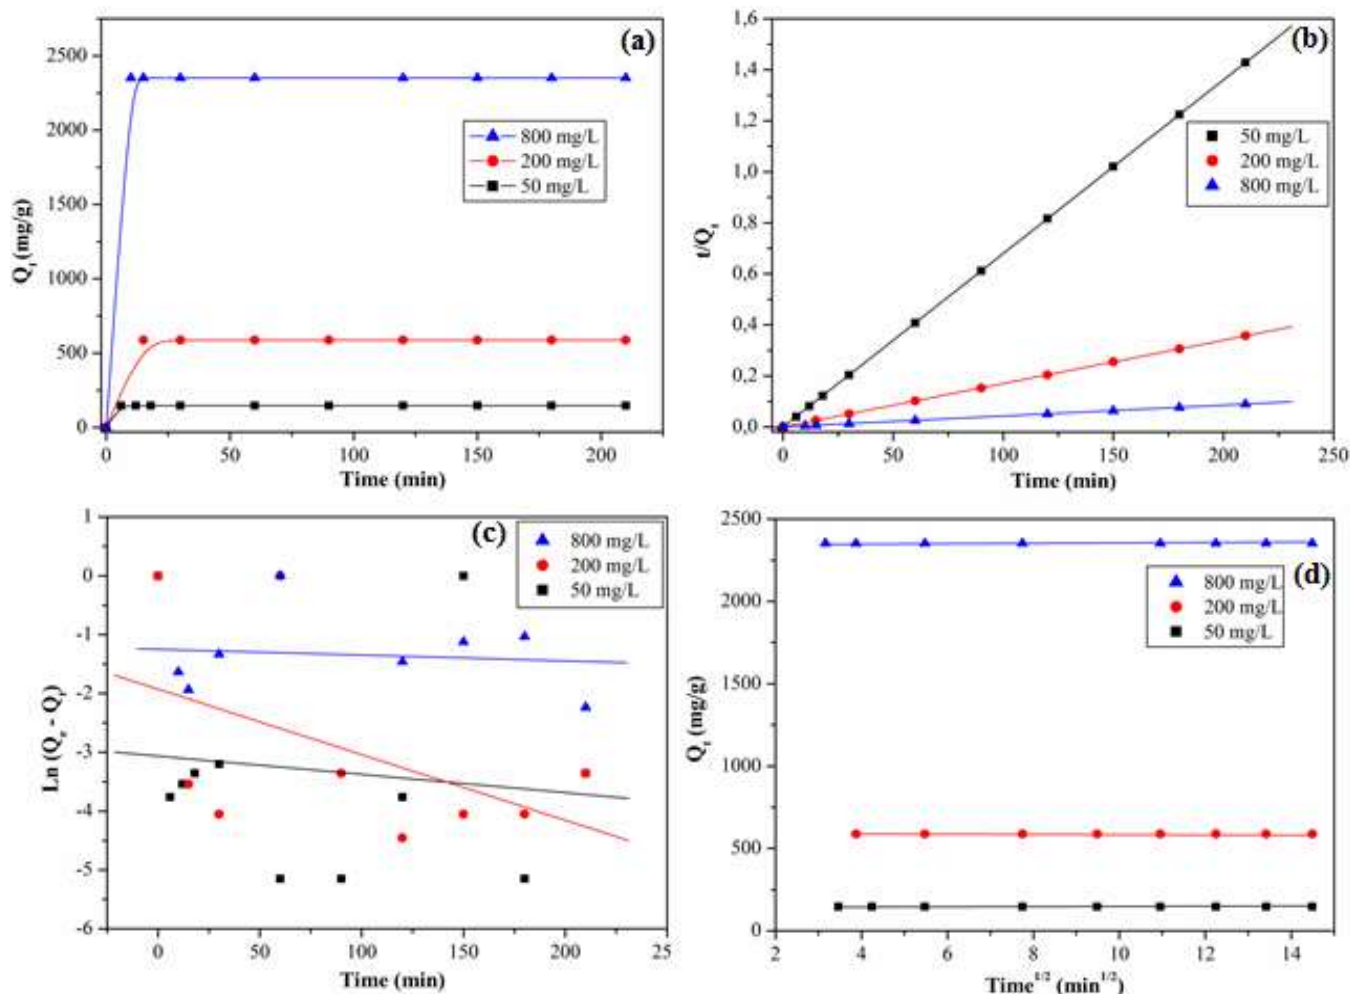 (a)
2500
2000
1500
1000
500
0
Q_t (mg/g)
800 mg/L
200 mg/L
50 mg/L
0 50 100 150 200
Time (min)
(b)
1,6
1,4
1,2
1,0
0,8
0,6
0,4
0,2
0,0
t/Q_t
50 mg/L
200 mg/L
800 mg/L
0 50 100 150 200 250
Time (min)
(c)
1
0
-1
-2
-3
-4
-5
-6
Ln (Q_e - Q_t)
800 mg/L
200 mg/L
50 mg/L
0 50 100 150 200 25
Time (min)
(d)
2500
2000
1500
1000
500
0
Q_t (mg/g)
800 mg/L
200 mg/L
50 mg/L
2 4 6 8 10 12 14
Time^1/2 (min^1/2)